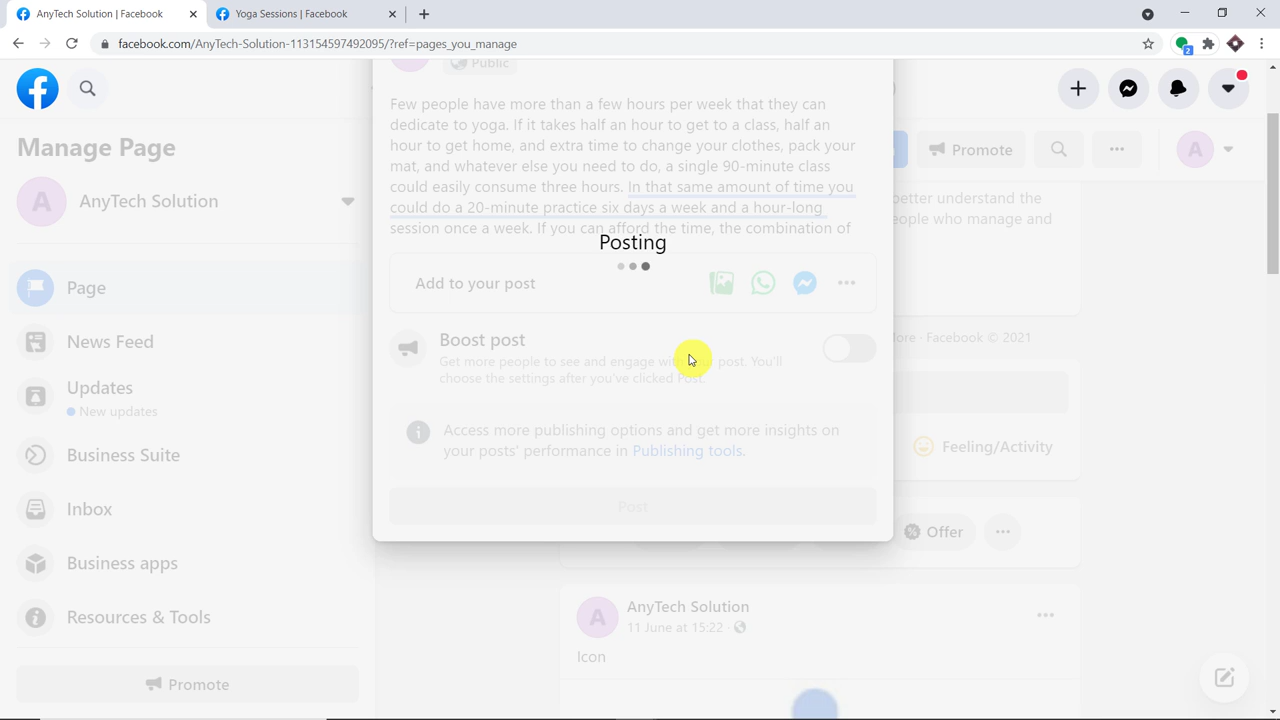 AnyTech Solution | Facebook
Yoga Sessions | Facebook
facebook.com/AnyTech-Solution-113154597492095/?ref=pages_you_manage
2
Manage Page
A
AnyTech Solution
Page
News Feed
Updates
New updates
Business Suite
Inbox
Business apps
Resources & Tools
Promote
Public
Few people have more than a few hours per week that they can
dedicate to yoga. If it takes half an hour to get to a class, half an
hour to get home, and extra time to change your clothes, pack your
mat, and whatever else you need to do, a single 90-minute class
could easily consume three hours. In that same amount of time you
could do a 20-minute practice six days a week and a hour-long
session once a week. If you can afford the time, the combination of
Posting
Add to your post
Boost post
Get more people to see and engage with your post. You'll
choose the settings after you've clicked Post.
Access more publishing options and get more insights on
your posts' performance in Publishing tools.
Post
Promote
A
better understand the
people who manage and
Facebook © 2021
Feeling/Activity
Offer
A
AnyTech Solution
11 June at 15:22
Icon